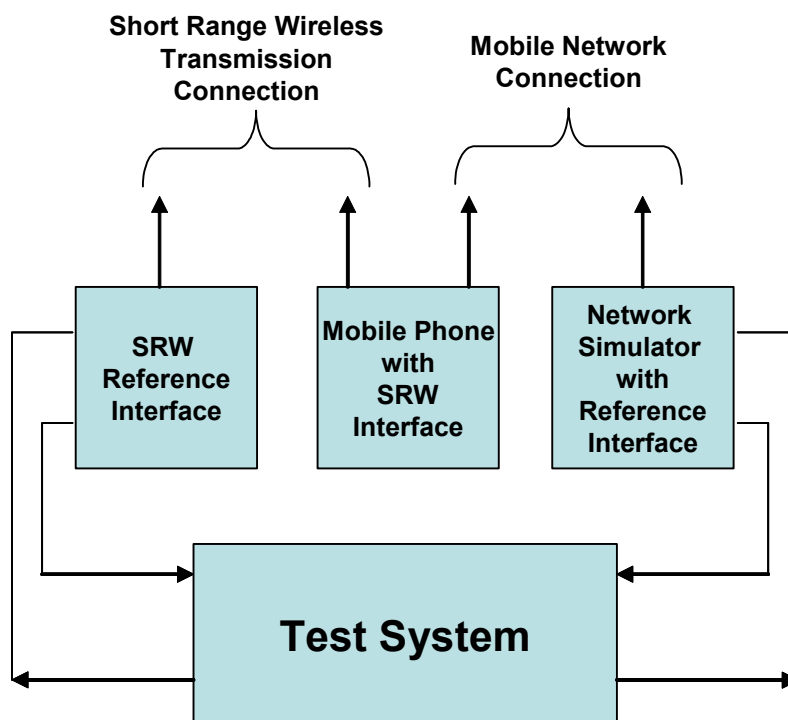 Short Range Wireless
Transmission
Connection
Mobile Network
Connection
SRW
Reference
Interface
Mobile Phone
with
SRW
Interface
Network
Simulator
with
Reference
Interface
Test System